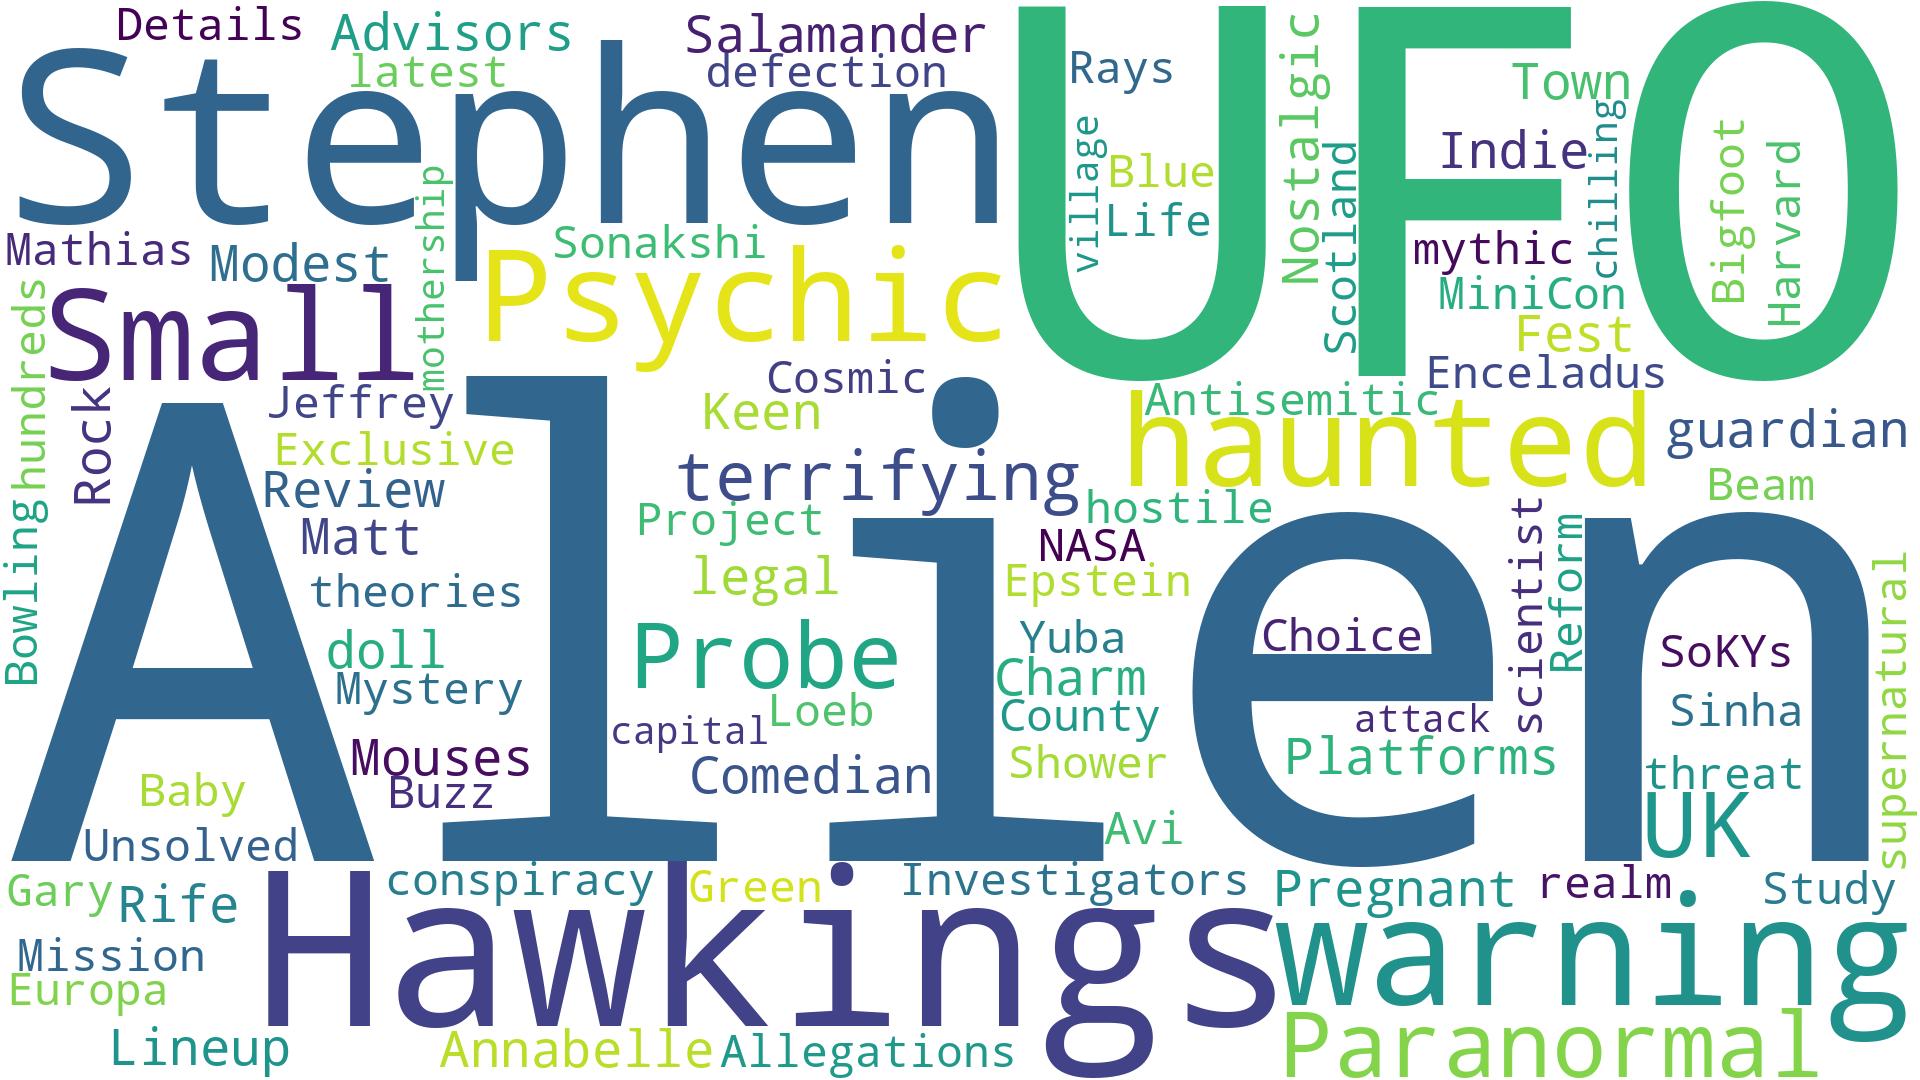 Details
Advisors
latest
Salamander
defection
Stephen
UFO
Rays
village
Blue
Life
Nostalgic
Scotland
Town
Indie
chilling
mythic
MiniCon
Fest
Bigfoot
Harvard
Mathias
Modest
mothership
Sonakshi
Psychic
Small
hundreds
Rock
Bowling
Jeffrey
Exclusive
Review
Matt
theories
doll
Mystery
Mouses
Buzz
Cosmic
Keen
terrifying
Project
legal
Probe
Loeb
capital
Comedian
Antisemitic
Enceladus
haunted
guardian
Beam
hostile
NASA
Epstein
Yuba
Charm
County
Shower
Choice
attack
Platforms
scientist
Reform
SoKYs
Sinha
threat
UK
supernatural
Alien
Baby
Unsolved
Avi
Gary
Rife
Mission
Europa
Lineup
conspiracy
Green
Investigators
Pregnant
realm
Study
Hawkings
warning
Annabelle
Allegations
Paranormal